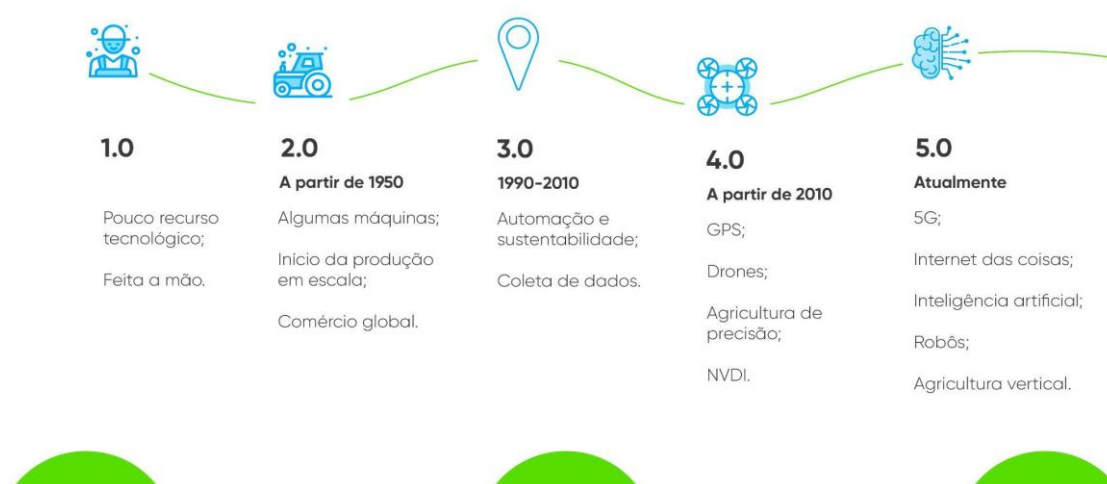 1.0
Pouco recurso
tecnológico;
Feita a mão.
2.0
A partir de 1950
Algumas máquinas;
Início da produção
em escala;
Comércio global.
3.0
1990-2010
Automação e
sustentabilidade;
Coleta de dados.
4.0
A partir de 2010
GPS;
Drones;
Agricultura de
precisão;
NVDI.
5.0
Atualmente
5G;
Internet das coisas;
Inteligência artificial;
Robôs;
Agricultura vertical.